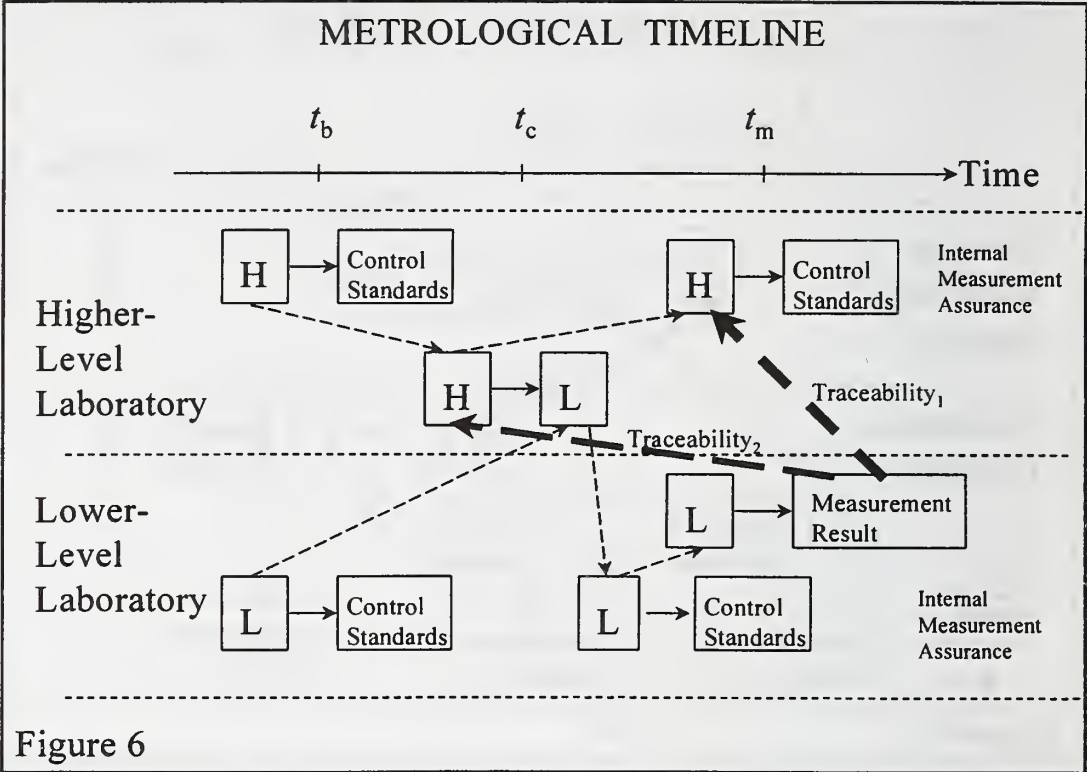 METROLOGICAL TIMELINE
t_b
t_c
t_m
Time
H
Control
Standards
H
Control
Standards
Internal
Measurement
Assurance
Higher-
Level
Laboratory
H
L
Traceability₁
Traceability₂
Lower-
Level
Laboratory
L
Measurement
Result
L
Control
Standards
L
Control
Standards
Internal
Measurement
Assurance
Figure 6